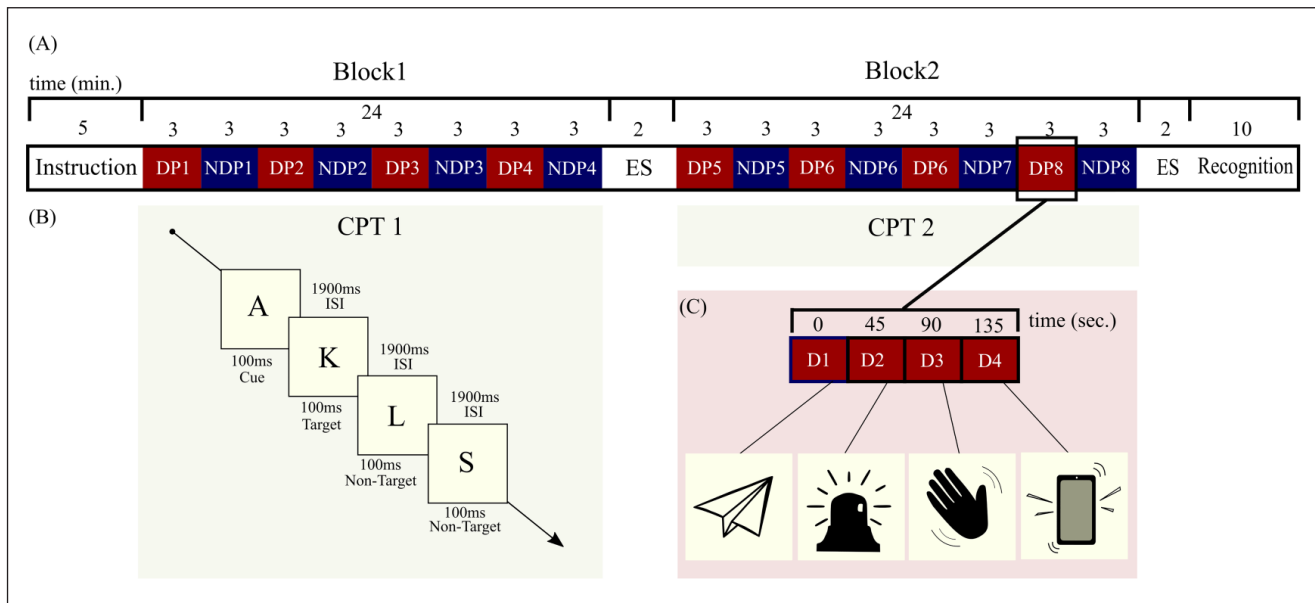 (A)
Block1 Block2
time (min.)
24 24
5 3 3 3 3 3 3 3 3 2 3 3 3 3 3 3 3 3 2 10
Instruction DP1 NDP1 DP2 NDP2 DP3 NDP3 DP4 NDP4 ES DP5 NDP5 DP6 NDP6 DP6 NDP7 DP8 NDP8 ES Recognition
(B)
CPT 1
A
1900ms
ISI
100ms
Cue
K
1900ms
ISI
100ms
Target
L
1900ms
ISI
100ms
Non-Target
S
100ms
Non-Target
CPT 2
(C)
0 45 90 135 time (sec.)
D1 D2 D3 D4